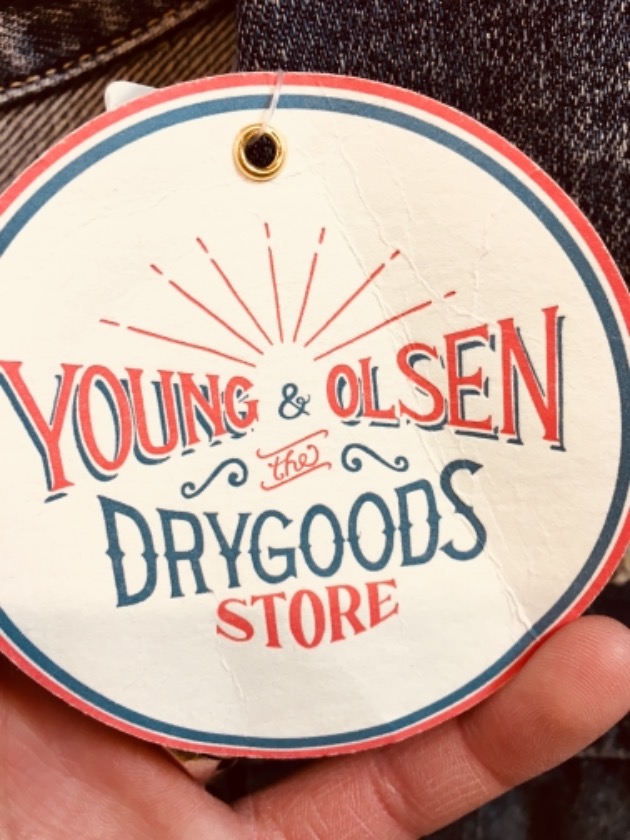 YOUNG & OLSEN
the
DRYGOODS
STORE